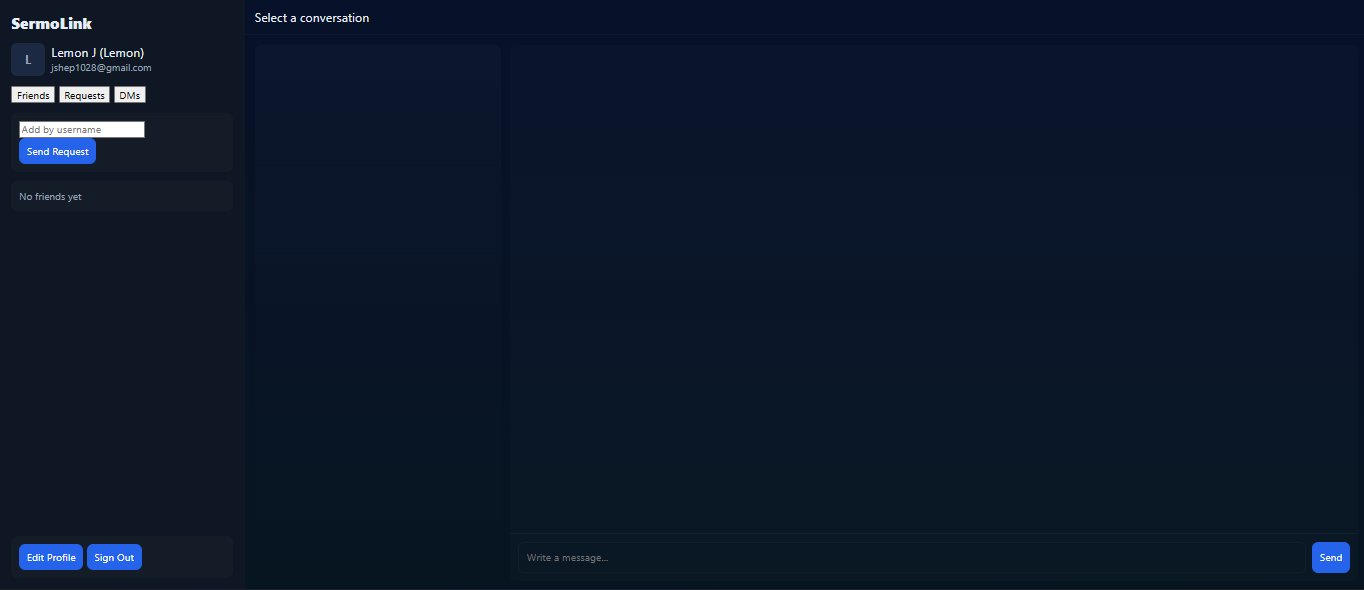 SermoLink
L
Lemon J (Lemon)
jshep1028@gmail.com
Friends Requests DMs
Add by username
Send Request
No friends yet
Edit Profile Sign Out
Select a conversation
Write a message...
Send